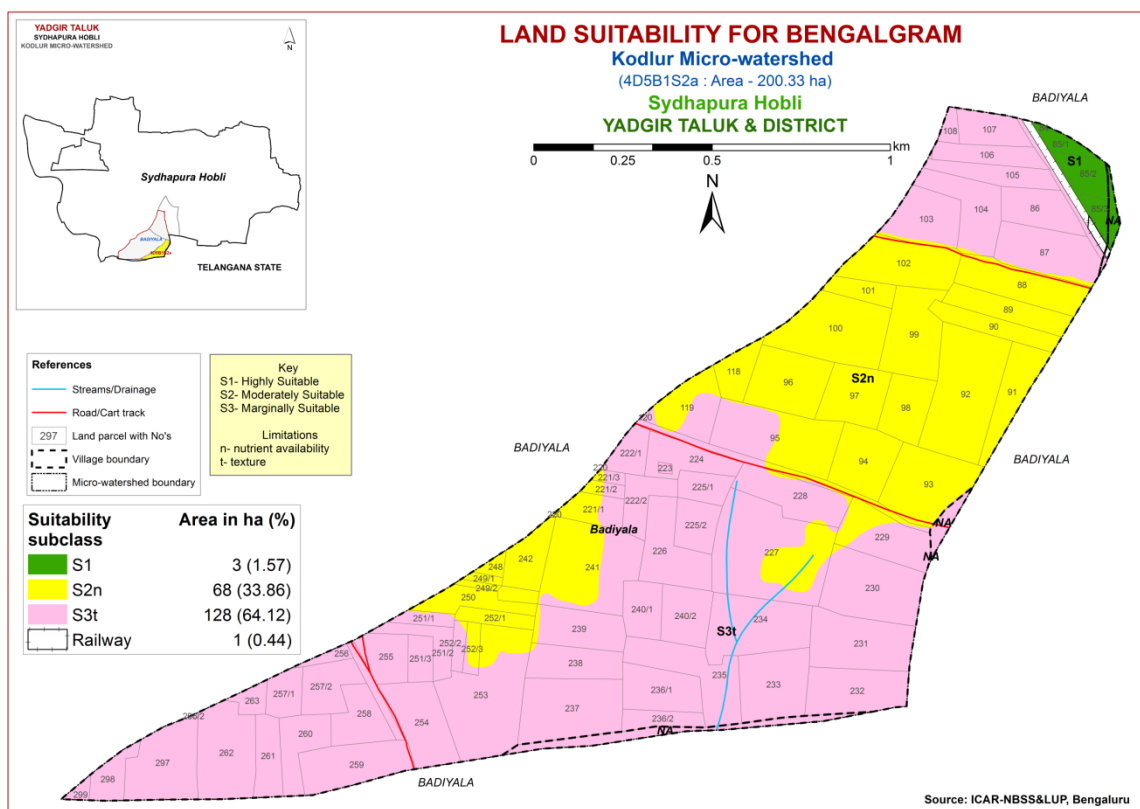 YADGIR TALUK
SYDHAPURA HOBLI
KODLUR MICRO-WATERSHED
N
Sydhapura Hobli
BADIYALA
4D5B1S2a
TELANGANA STATE
LAND SUITABILITY FOR BENGALGRAM
Kodlur Micro-watershed
(4D5B1S2a : Area - 200.33 ha)
Sydhapura Hobli
YADGIR TALUK & DISTRICT
km
0 0.25 0.5 1
N
References
Streams/Drainage
Road/Cart track
297 Land parcel with No's
Village boundary
Micro-watershed boundary
Key
S1- Highly Suitable
S2- Moderately Suitable
S3- Marginally Suitable
Limitations
n- nutrient availability
t- texture
Suitability subclass Area in ha (%)
S1 3 (1.57)
S2n 68 (33.86)
S3t 128 (64.12)
Railway 1 (0.44)
BADIYALA
108 107 85/1
S1
106 85/2
105
86 85/3
103 104 NA
87
102
88
101
89
90
100 99
118 96 S2n
97 98 92 91
119
120 95
BADIYALA
BADIYALA
222/1 224 94
220 223 93
221/3
221/2 225/1 228
222/2
221/1
Badiyala 225/2 NA
229
NA
242 226 227
248 241
249/1
249/2 230
250
251/1 252/1 240/1 240/2 234
239 S3t
252/2 231
256 255 251/3 251/2 252/3
238
235 233
257/2 253 236/1 232
263 257/1
258 237
254 236/2
260 NA
297 262 261
259
298
299
BADIYALA
Source: ICAR-NBSS&LUP, Bengaluru